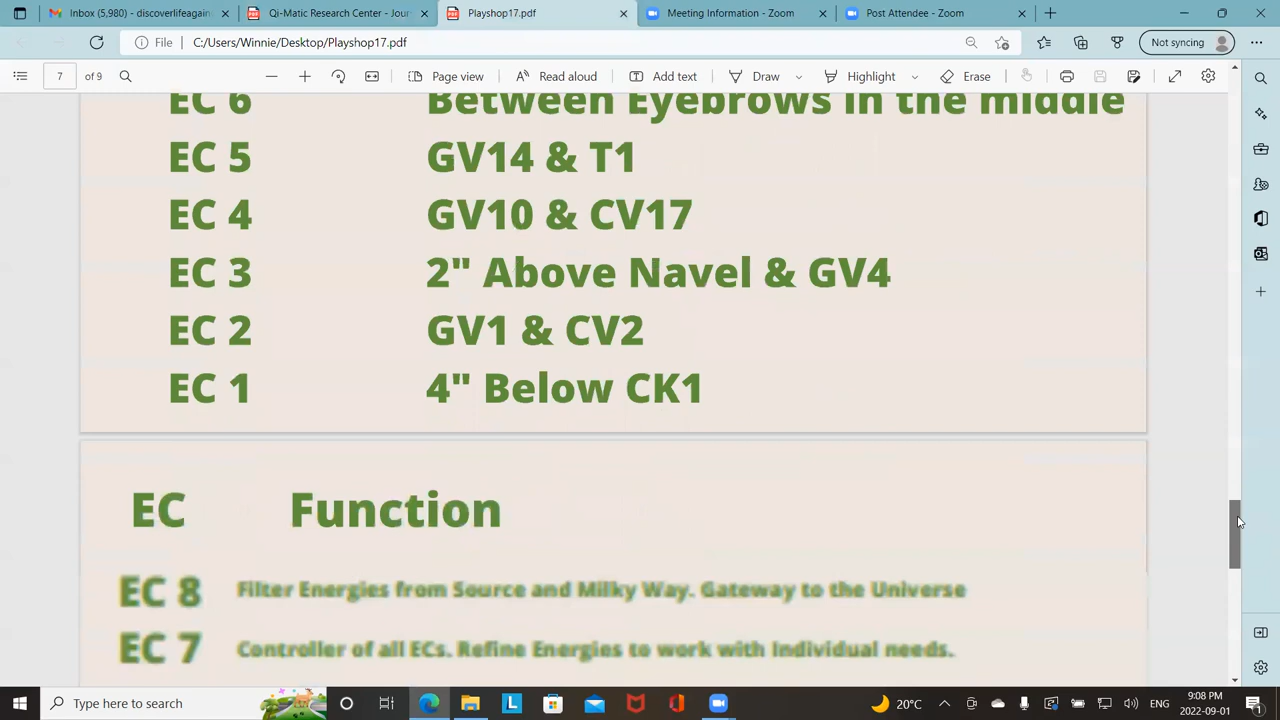 Inbox (5,980) - discoverlifeagain
Qi-Matic Research Center - Jour
Playshop17.pdf
Meeting Information - Zoom
Post Attendee - Zoom
File C:/Users/Winnie/Desktop/Playshop17.pdf
Not syncing
7 of 9
Page view
Read aloud
Add text
Draw
Highlight
Erase
EC 6 Between Eyebrows in the middle
EC 5 GV14 & T1
EC 4 GV10 & CV17
EC 3 2" Above Navel & GV4
EC 2 GV1 & CV2
EC 1 4" Below CK1
EC Function
EC 8 Filter Energies from Source and Milky Way. Gateway to the Universe
EC 7 Controller of all ECs. Refine Energies to work with Individual needs.
Type here to search
20°C
ENG
9:08 PM
2022-09-01